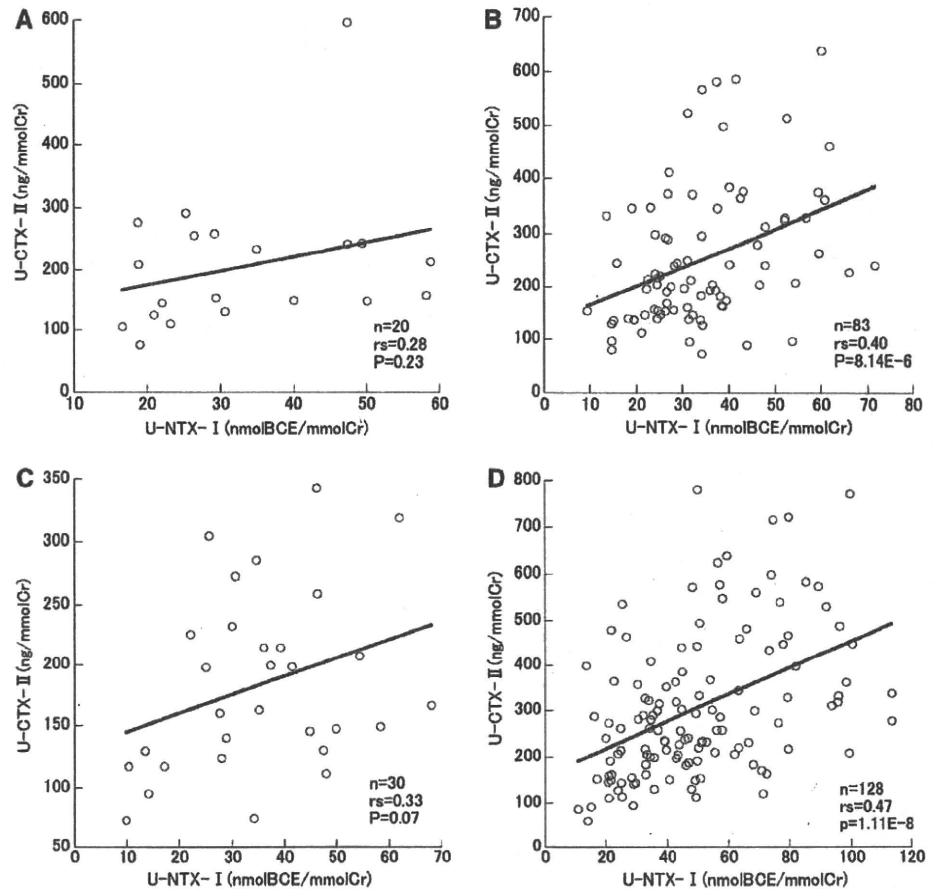 A
600
500
400
300
200
100
0
U-CTX-II (ng/mmolCr)
n=20
rs=0.28
P=0.23
10 20 30 40 50 60
U-NTX-I (nmolBCE/mmolCr)
B
700
600
500
400
300
200
100
0
U-CTX-II (ng/mmolCr)
n=83
rs=0.40
P=8.14E-6
0 10 20 30 40 50 60 70 80
U-NTX-I (nmolBCE/mmolCr)
C
350
300
250
200
150
100
50
U-CTX-II (ng/mmolCr)
n=30
rs=0.33
P=0.07
0 10 20 30 40 50 60 70
U-NTX-I (nmolBCE/mmolCr)
D
800
700
600
500
400
300
200
100
0
U-CTX-II (ng/mmolCr)
n=128
rs=0.47
p=1.11E-8
0 20 40 60 80 100 120
U-NTX-I (nmolBCE/mmolCr)